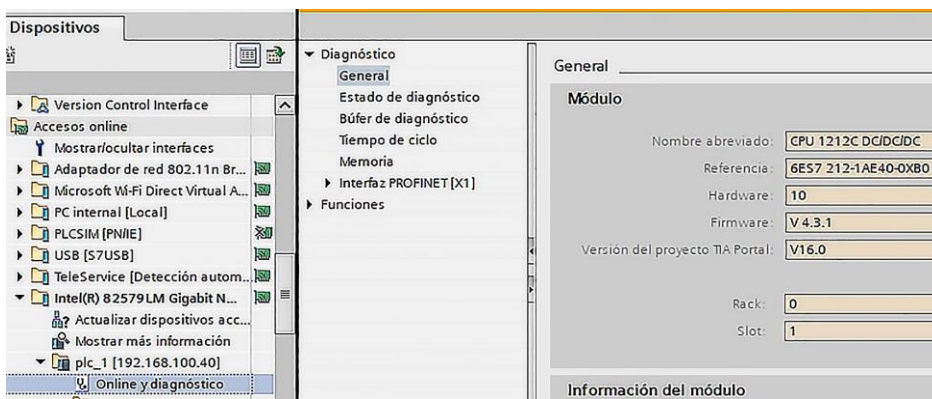 Dispositivos
Version Control Interface
Accesos online
Mostrar/ocultar interfaces
Adaptador de red 802.11n Br...
Microsoft Wi-Fi Direct Virtual A...
PC internal [Local]
PLCSIM [PN/IE]
USB [S7USB]
TeleService [Detección autom...
Intel(R) 82579LM Gigabit N...
Actualizar dispositivos acc...
Mostrar más información
plc_1 [192.168.100.40]
Online y diagnóstico
Diagnóstico
General
Estado de diagnóstico
Búfer de diagnóstico
Tiempo de ciclo
Memoria
Interfaz PROFINET [X1]
Funciones
General
Módulo
Nombre abreviado: CPU 1212C DC/DC/DC
Referencia: 6ES7 212-1AE40-0XB0
Hardware: 10
Firmware: V 4.3.1
Versión del proyecto TIA Portal: V16.0
Rack: 0
Slot: 1
Información del módulo